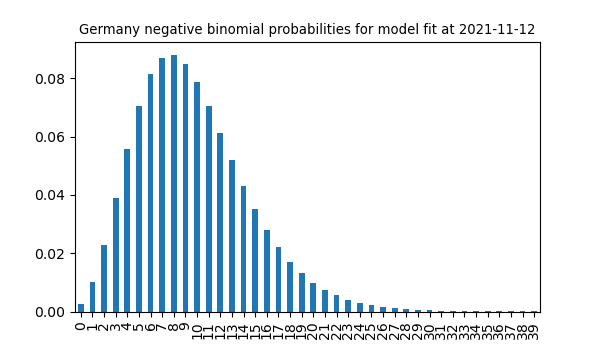 Germany negative binomial probabilities for model fit at 2021-11-12
0.08
0.06
0.04
0.02
0.00
0 1 2 3 4 5 6 7 8 9 10 11 12 13 14 15 16 17 18 19 20 21 22 23 24 25 26 27 28 29 30 31 32 33 34 35 36 37 38 39